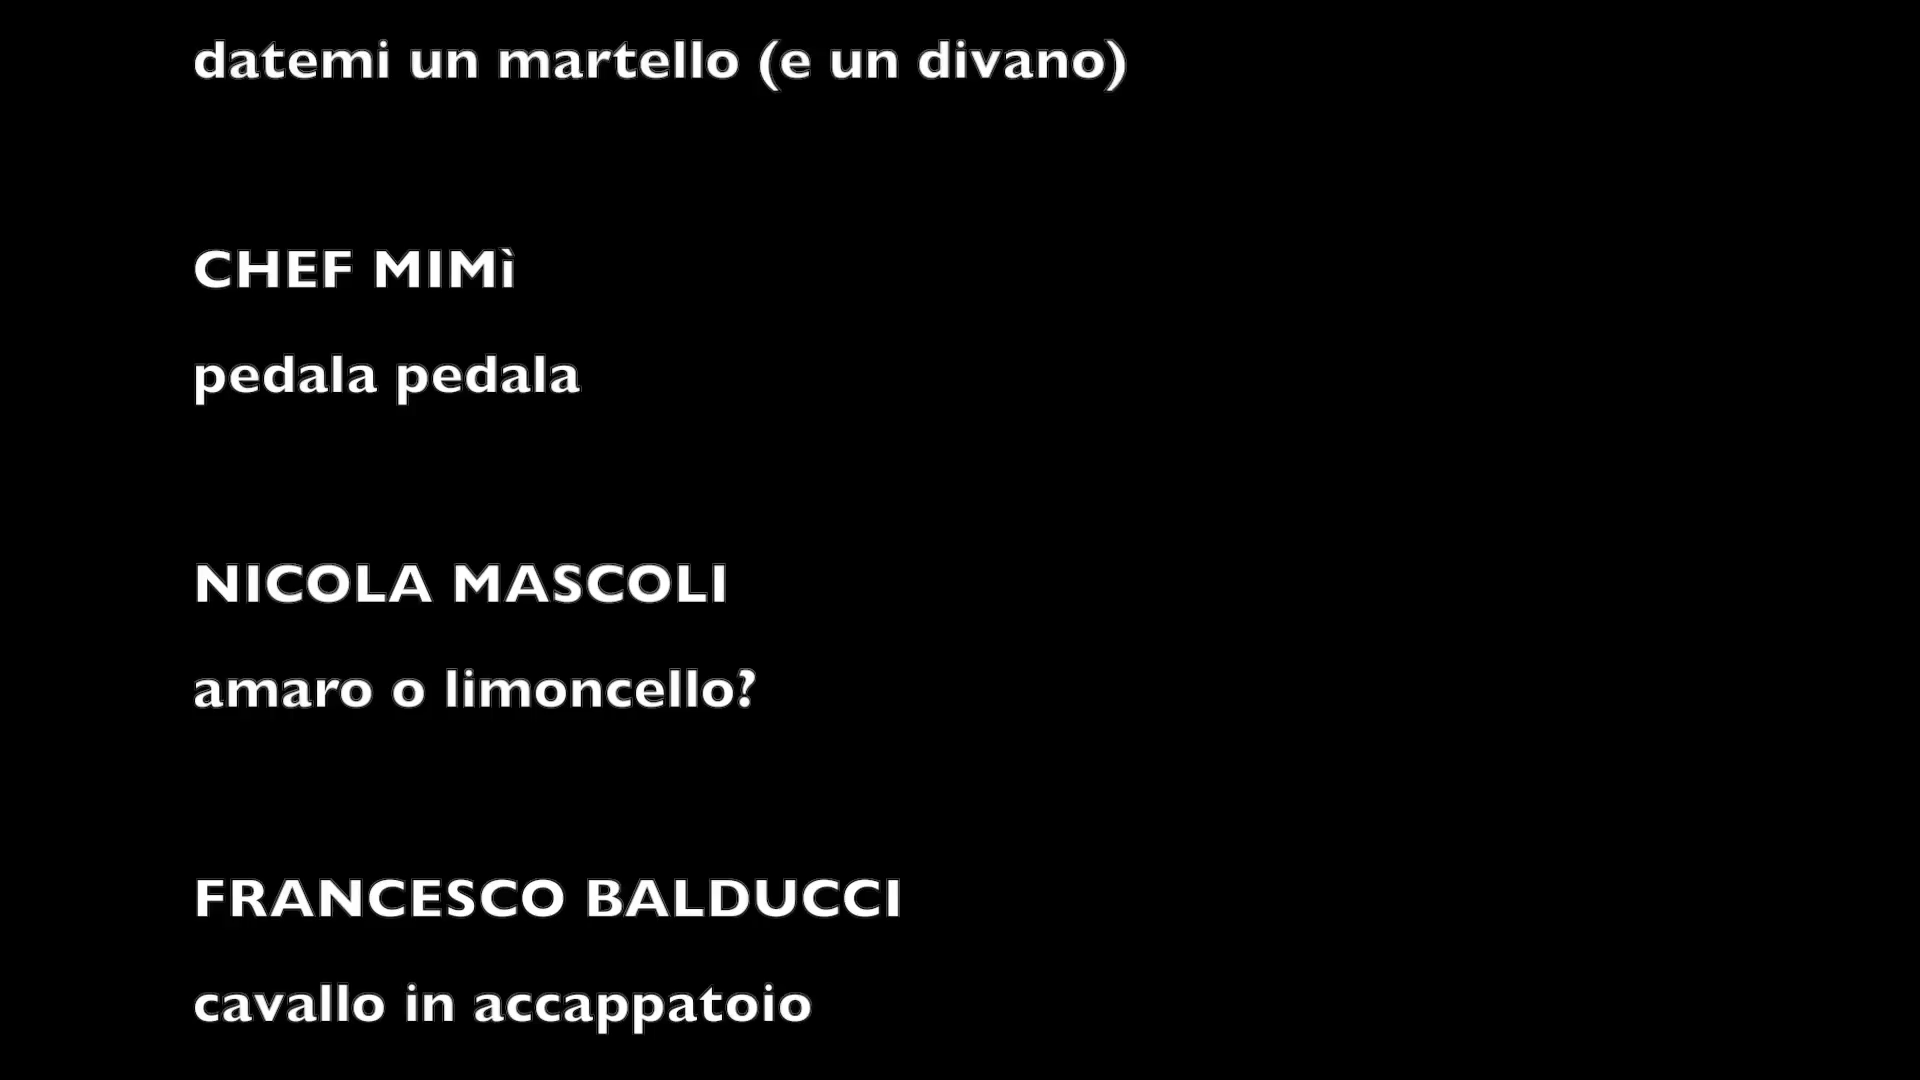 datemi un martello (e un divano)
CHEF MIMì
pedala pedala
NICOLA MASCOLI
amaro o limoncello?
FRANCESCO BALDUCCI
cavallo in accappatoio